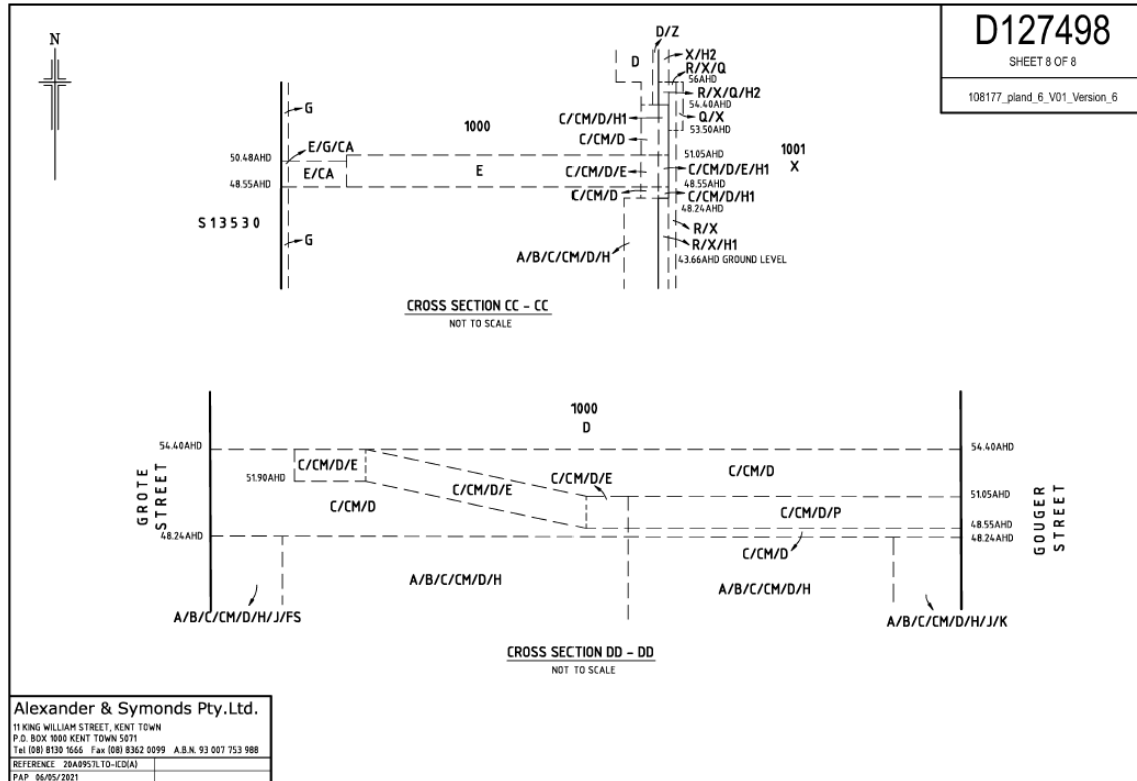 D127498
SHEET 8 OF 8
108177_pland_6_V01_Version_6
N
D/Z
D
X/H2
R/X/Q
56AHD
R/X/Q/H2
54.40AHD
G
C/CM/D/H1
Q/X
1000
53.50AHD
C/CM/D
E/G/CA
51.05AHD
1001
50.48AHD
X
E/CA
E
C/CM/D/E
C/CM/D/E/H1
48.55AHD
48.55AHD
C/CM/D
C/CM/D/H1
48.24AHD
S13530
R/X
G
R/X/H1
A/B/C/CM/D/H
43.66AHD GROUND LEVEL
CROSS SECTION CC - CC
NOT TO SCALE
1000
D
54.40AHD
54.40AHD
C/CM/D/E
C/CM/D
51.90AHD
C/CM/D/E
C/CM/D/E
51.05AHD
GROTE
STREET
C/CM/D
C/CM/D/P
48.55AHD
48.24AHD
48.24AHD
GOUGER
STREET
C/CM/D
A/B/C/CM/D/H
A/B/C/CM/D/H
A/B/C/CM/D/H/J/FS
A/B/C/CM/D/H/J/K
CROSS SECTION DD - DD
NOT TO SCALE
Alexander & Symonds Pty.Ltd.
11 KING WILLIAM STREET, KENT TOWN
P.O. BOX 1000 KENT TOWN 5071
Tel (08) 8130 1666 Fax (08) 8362 0099 A.B.N. 93 007 753 988
REFERENCE 20A0957LTO-ICD(A)
PAP 06/05/2021